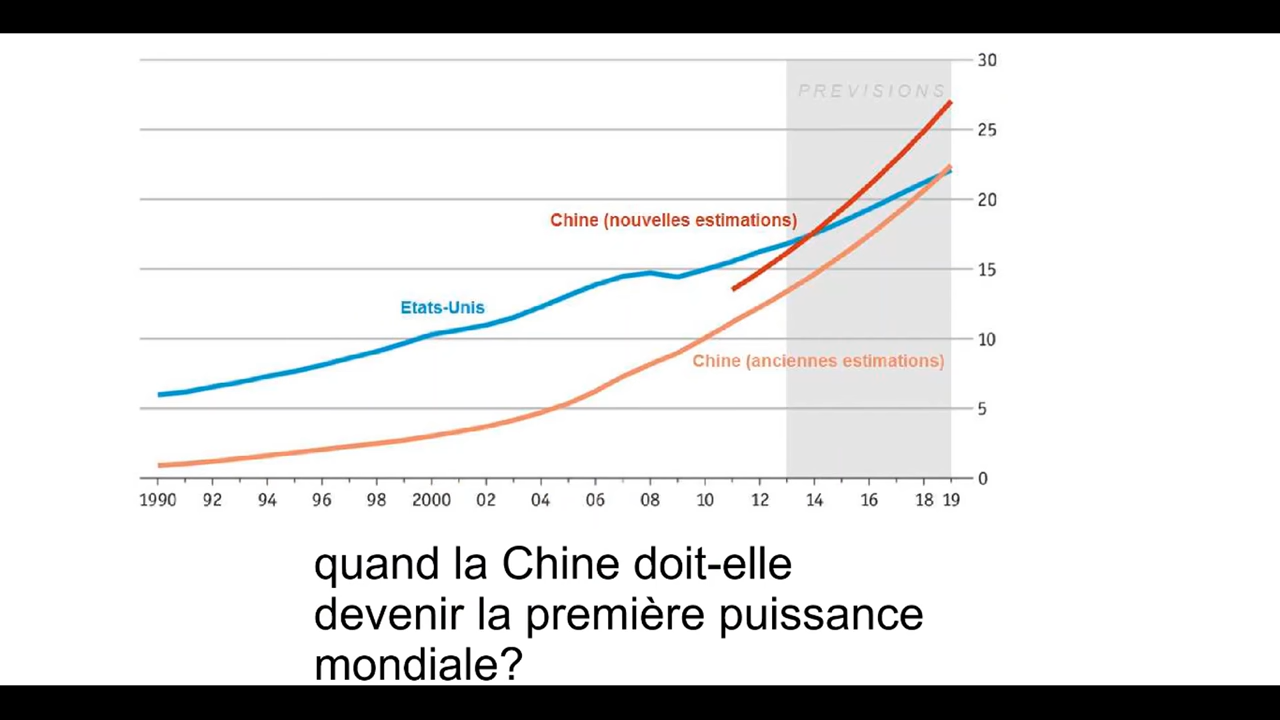 30
PREVISIONS
25
20
Chine (nouvelles estimations)
15
Etats-Unis
10
Chine (anciennes estimations)
5
0
1990 92 94 96 98 2000 02 04 06 08 10 12 14 16 18 19
quand la Chine doit-elle
devenir la première puissance
mondiale?